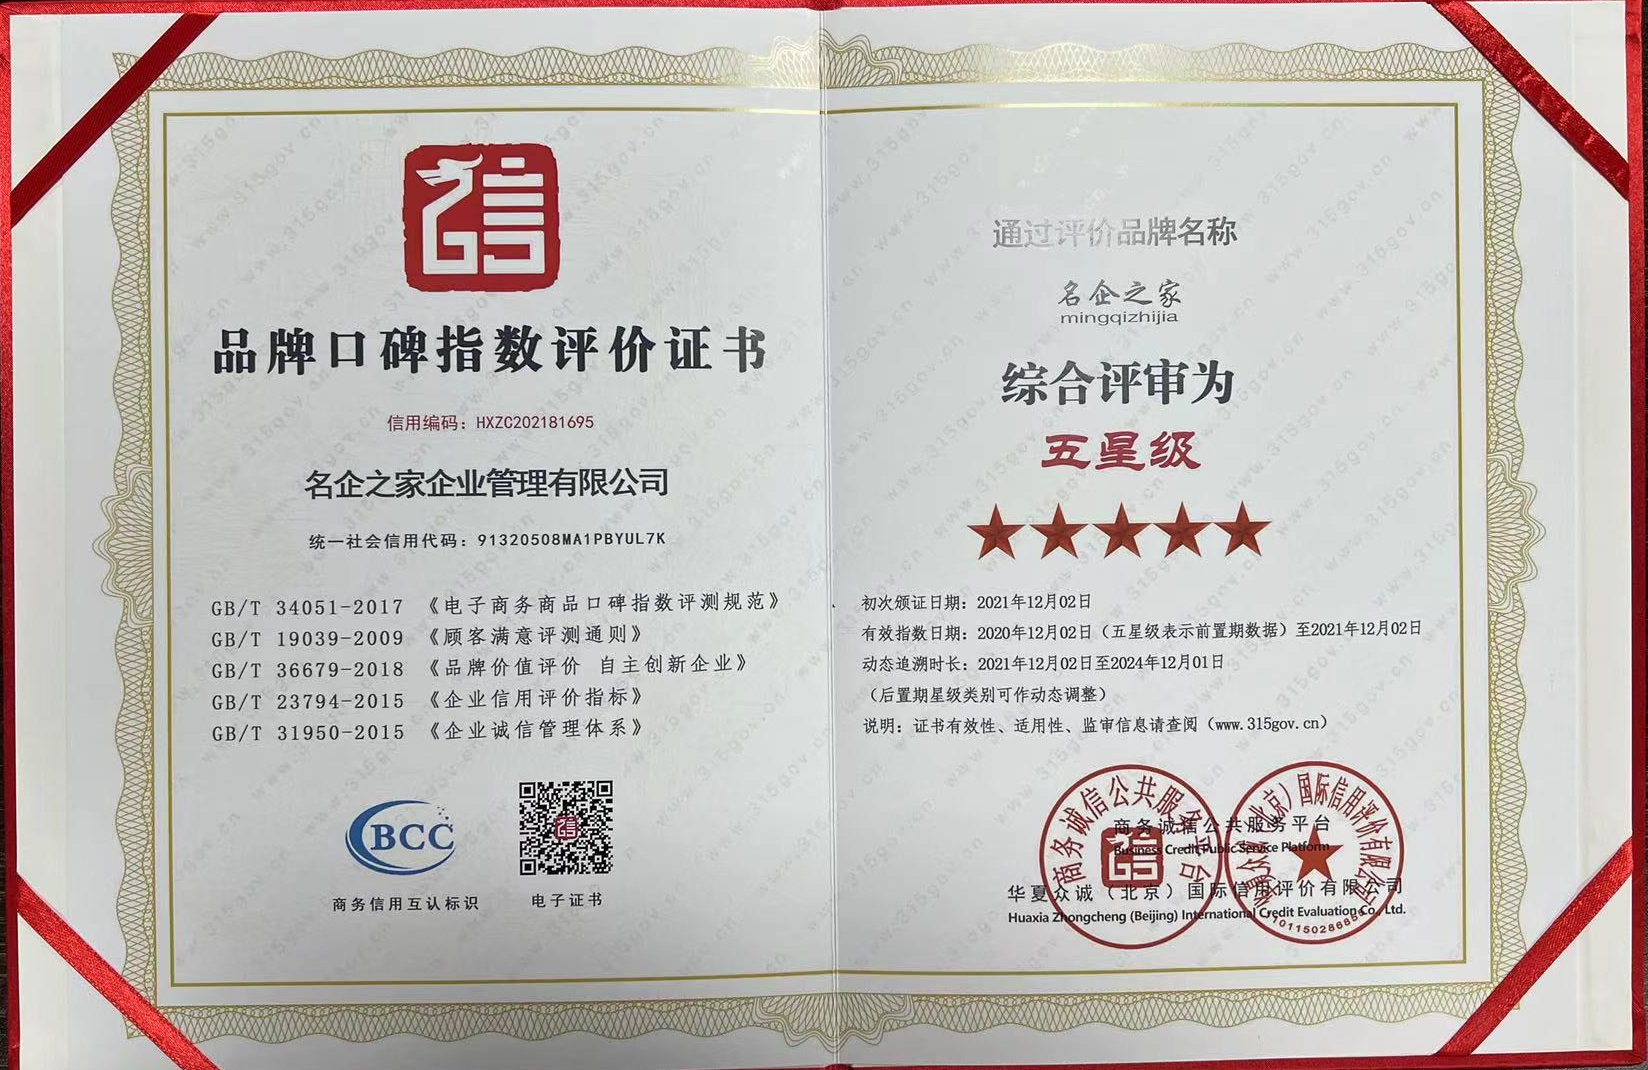 品牌口碑指数评价证书
信用编码：HXZC202181695
名企之家企业管理有限公司
统一社会信用代码：91320508MA1PBYUL7K
GB/T 34051-2017 《电子商务商品口碑指数评测规范》
GB/T 19039-2009 《顾客满意评测通则》
GB/T 36679-2018 《品牌价值评价 自主创新企业》
GB/T 23794-2015 《企业信用评价指标》
GB/T 31950-2015 《企业诚信管理体系》
BCC
商务信用互认标识
电子证书
通过评价品牌名称
名企之家
mingqizhijia
综合评审为
五星级
初次颁证日期：2021年12月02日
有效指数日期：2020年12月02日（五星级表示前置期数据）至2021年12月02日
动态追溯时长：2021年12月02日至2024年12月01日
（后置期星级类别可作动态调整）
说明：证书有效性、适用性、监审信息请查阅（www.315gov.cn）
商务诚信公共服务平台
商务诚信公共服务平台
Business Credit Public Service Platform
华夏众诚（北京）国际信用评价有限公司
Huaxia Zhongcheng (Beijing) International Credit Evaluation Co., Ltd.
www.315gov.cn